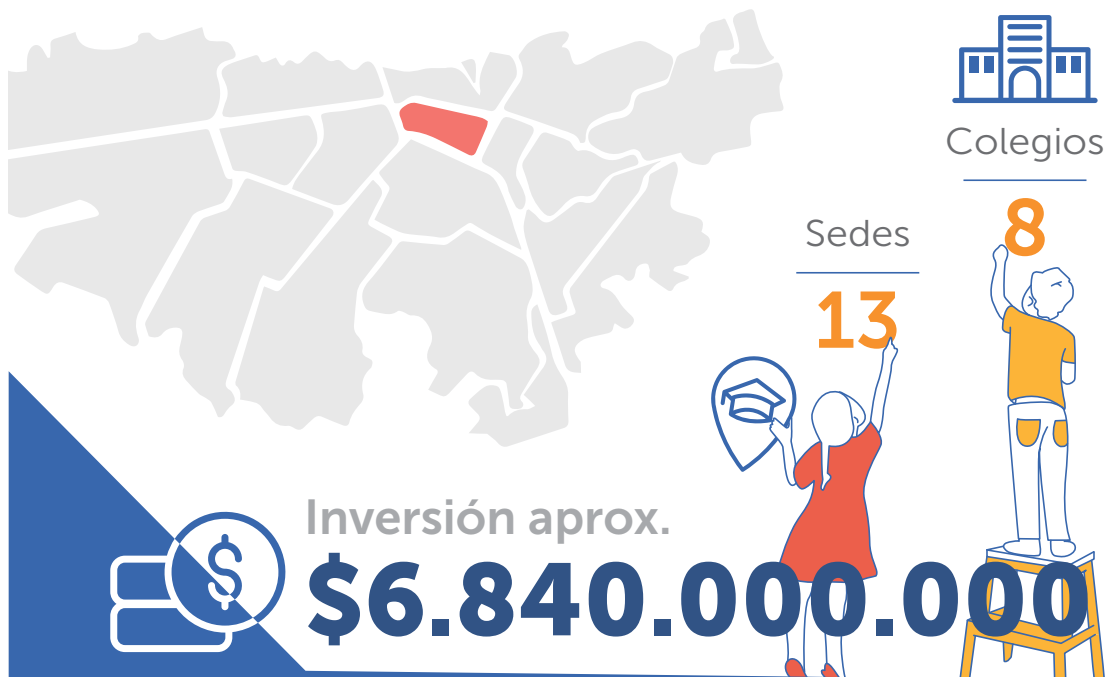 Colegios
8
Sedes
13
Inversión aprox.
$6.840.000.000